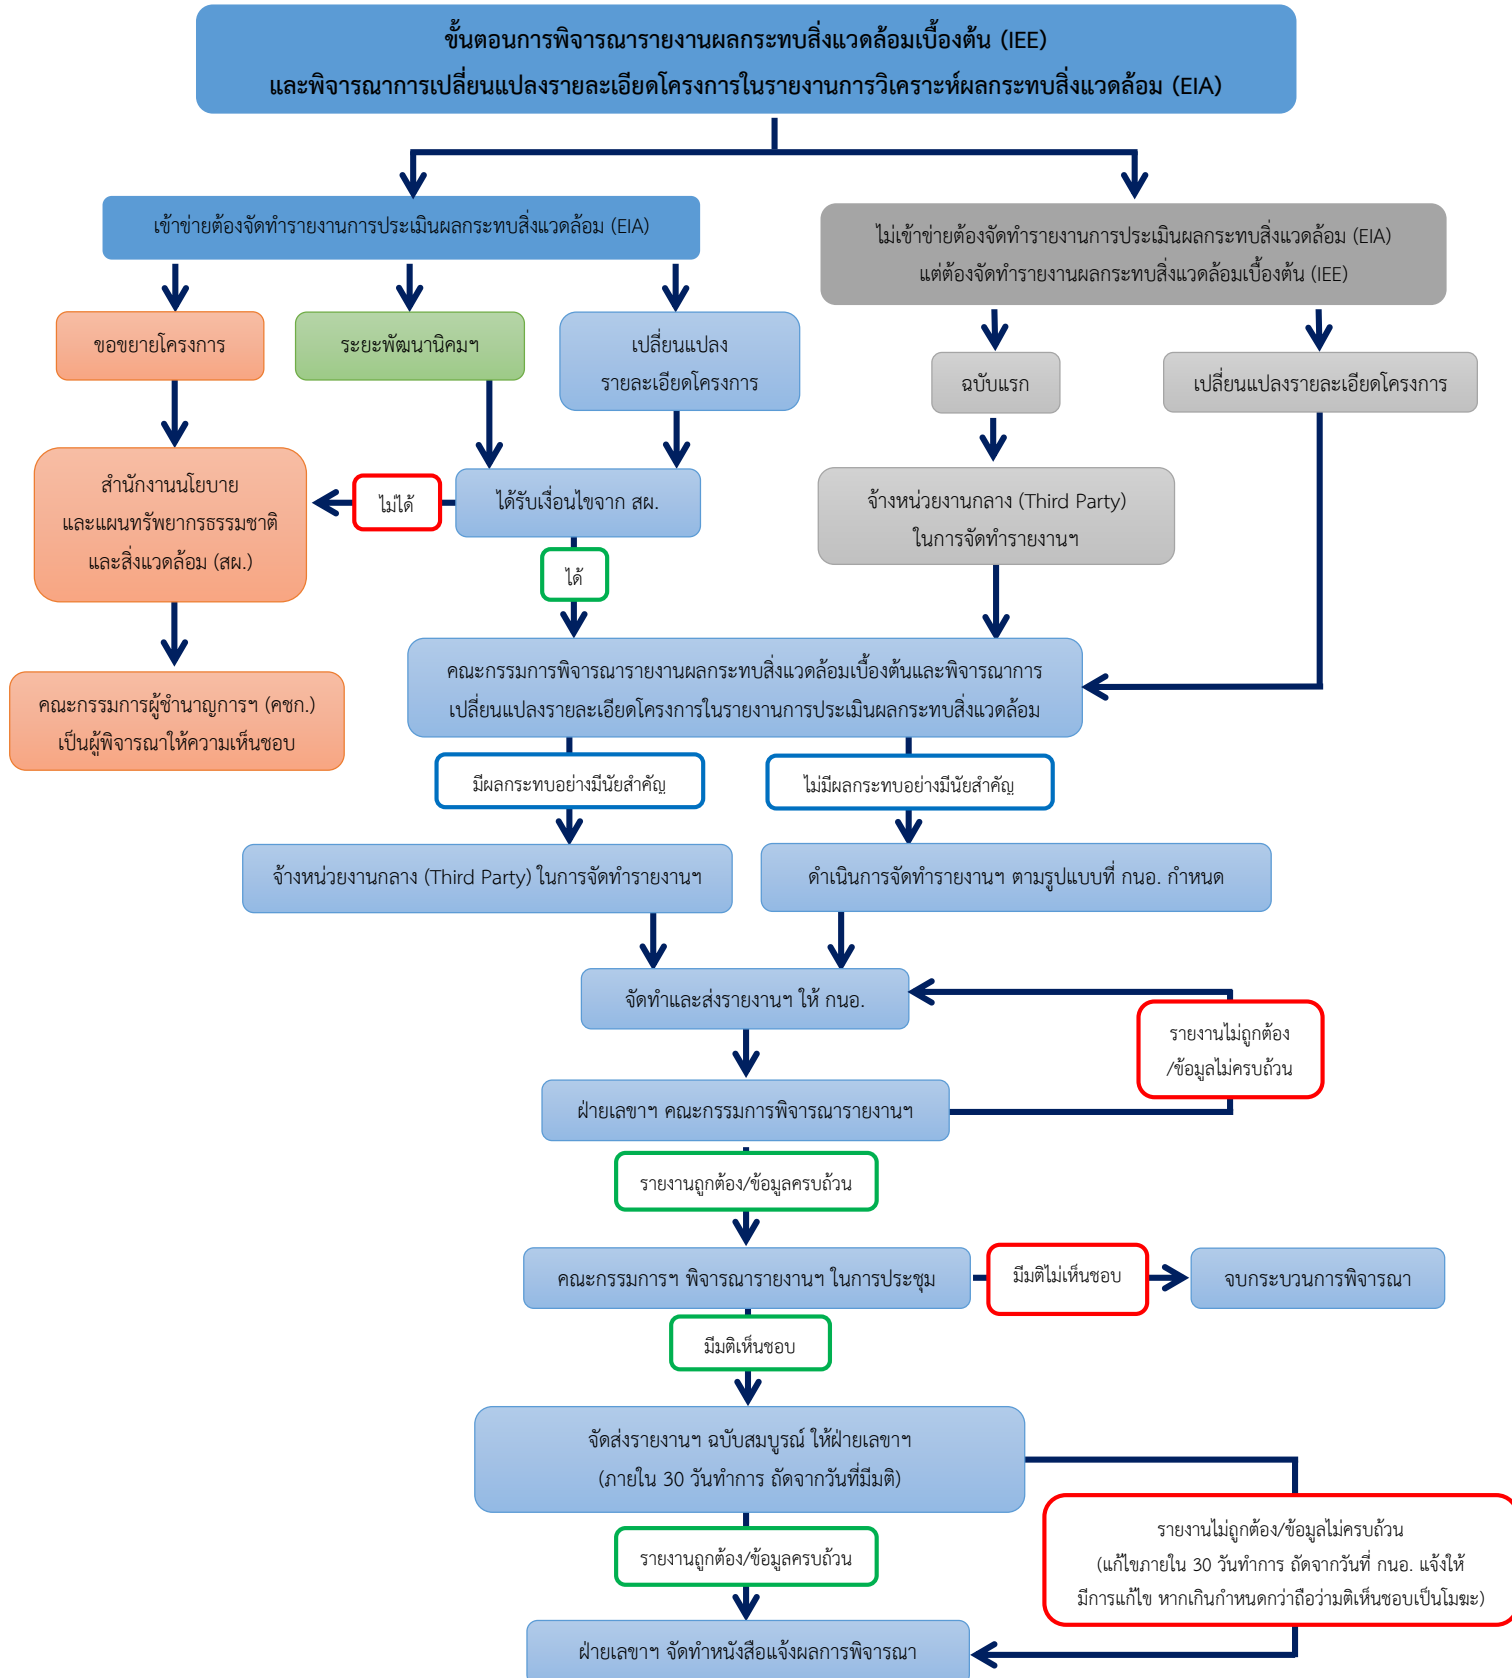 ขั้นตอนการพิจารณารายงานผลกระทบสิ่งแวดล้อมเบื้องต้น (IEE)
และพิจารณาการเปลี่ยนแปลงรายละเอียดโครงการในรายงานการวิเคราะห์ผลกระทบสิ่งแวดล้อม (EIA)
เข้าข่ายต้องจัดทำรายงานการประเมินผลกระทบสิ่งแวดล้อม (EIA)
ไม่เข้าข่ายต้องจัดทำรายงานการประเมินผลกระทบสิ่งแวดล้อม (EIA)
แต่ต้องจัดทำรายงานผลกระทบสิ่งแวดล้อมเบื้องต้น (IEE)
ขอขยายโครงการ
ระยะพัฒนานิคมฯ
เปลี่ยนแปลง
รายละเอียดโครงการ
ฉบับแรก
เปลี่ยนแปลงรายละเอียดโครงการ
สำนักงานนโยบาย
และแผนทรัพยากรธรรมชาติ
และสิ่งแวดล้อม (สผ.)
ไม่ได้
ได้รับเงื่อนไขจาก สผ.
จ้างหน่วยงานกลาง (Third Party)
ในการจัดทำรายงานฯ
ได้
คณะกรรมการผู้ชำนาญการฯ (คชก.)
เป็นผู้พิจารณาให้ความเห็นชอบ
คณะกรรมการพิจารณารายงานผลกระทบสิ่งแวดล้อมเบื้องต้นและพิจารณาการ
เปลี่ยนแปลงรายละเอียดโครงการในรายงานการประเมินผลกระทบสิ่งแวดล้อม
มีผลกระทบอย่างมีนัยสำคัญ
ไม่มีผลกระทบอย่างมีนัยสำคัญ
จ้างหน่วยงานกลาง (Third Party) ในการจัดทำรายงานฯ
ดำเนินการจัดทำรายงานฯ ตามรูปแบบที่ กนอ. กำหนด
จัดทำและส่งรายงานฯ ให้ กนอ.
รายงานไม่ถูกต้อง
/ข้อมูลไม่ครบถ้วน
ฝ่ายเลขาฯ คณะกรรมการพิจารณารายงานฯ
รายงานถูกต้อง/ข้อมูลครบถ้วน
คณะกรรมการฯ พิจารณารายงานฯ ในการประชุม
มีมติไม่เห็นชอบ
จบกระบวนการพิจารณา
มีมติเห็นชอบ
จัดส่งรายงานฯ ฉบับสมบูรณ์ ให้ฝ่ายเลขาฯ
(ภายใน 30 วันทำการ ถัดจากวันที่มีมติ)
รายงานไม่ถูกต้อง/ข้อมูลไม่ครบถ้วน
(แก้ไขภายใน 30 วันทำการ ถัดจากวันที่ กนอ. แจ้งให้
มีการแก้ไข หากเกินกำหนดกว่าถือว่ามติเห็นชอบเป็นโมฆะ)
รายงานถูกต้อง/ข้อมูลครบถ้วน
ฝ่ายเลขาฯ จัดทำหนังสือแจ้งผลการพิจารณา